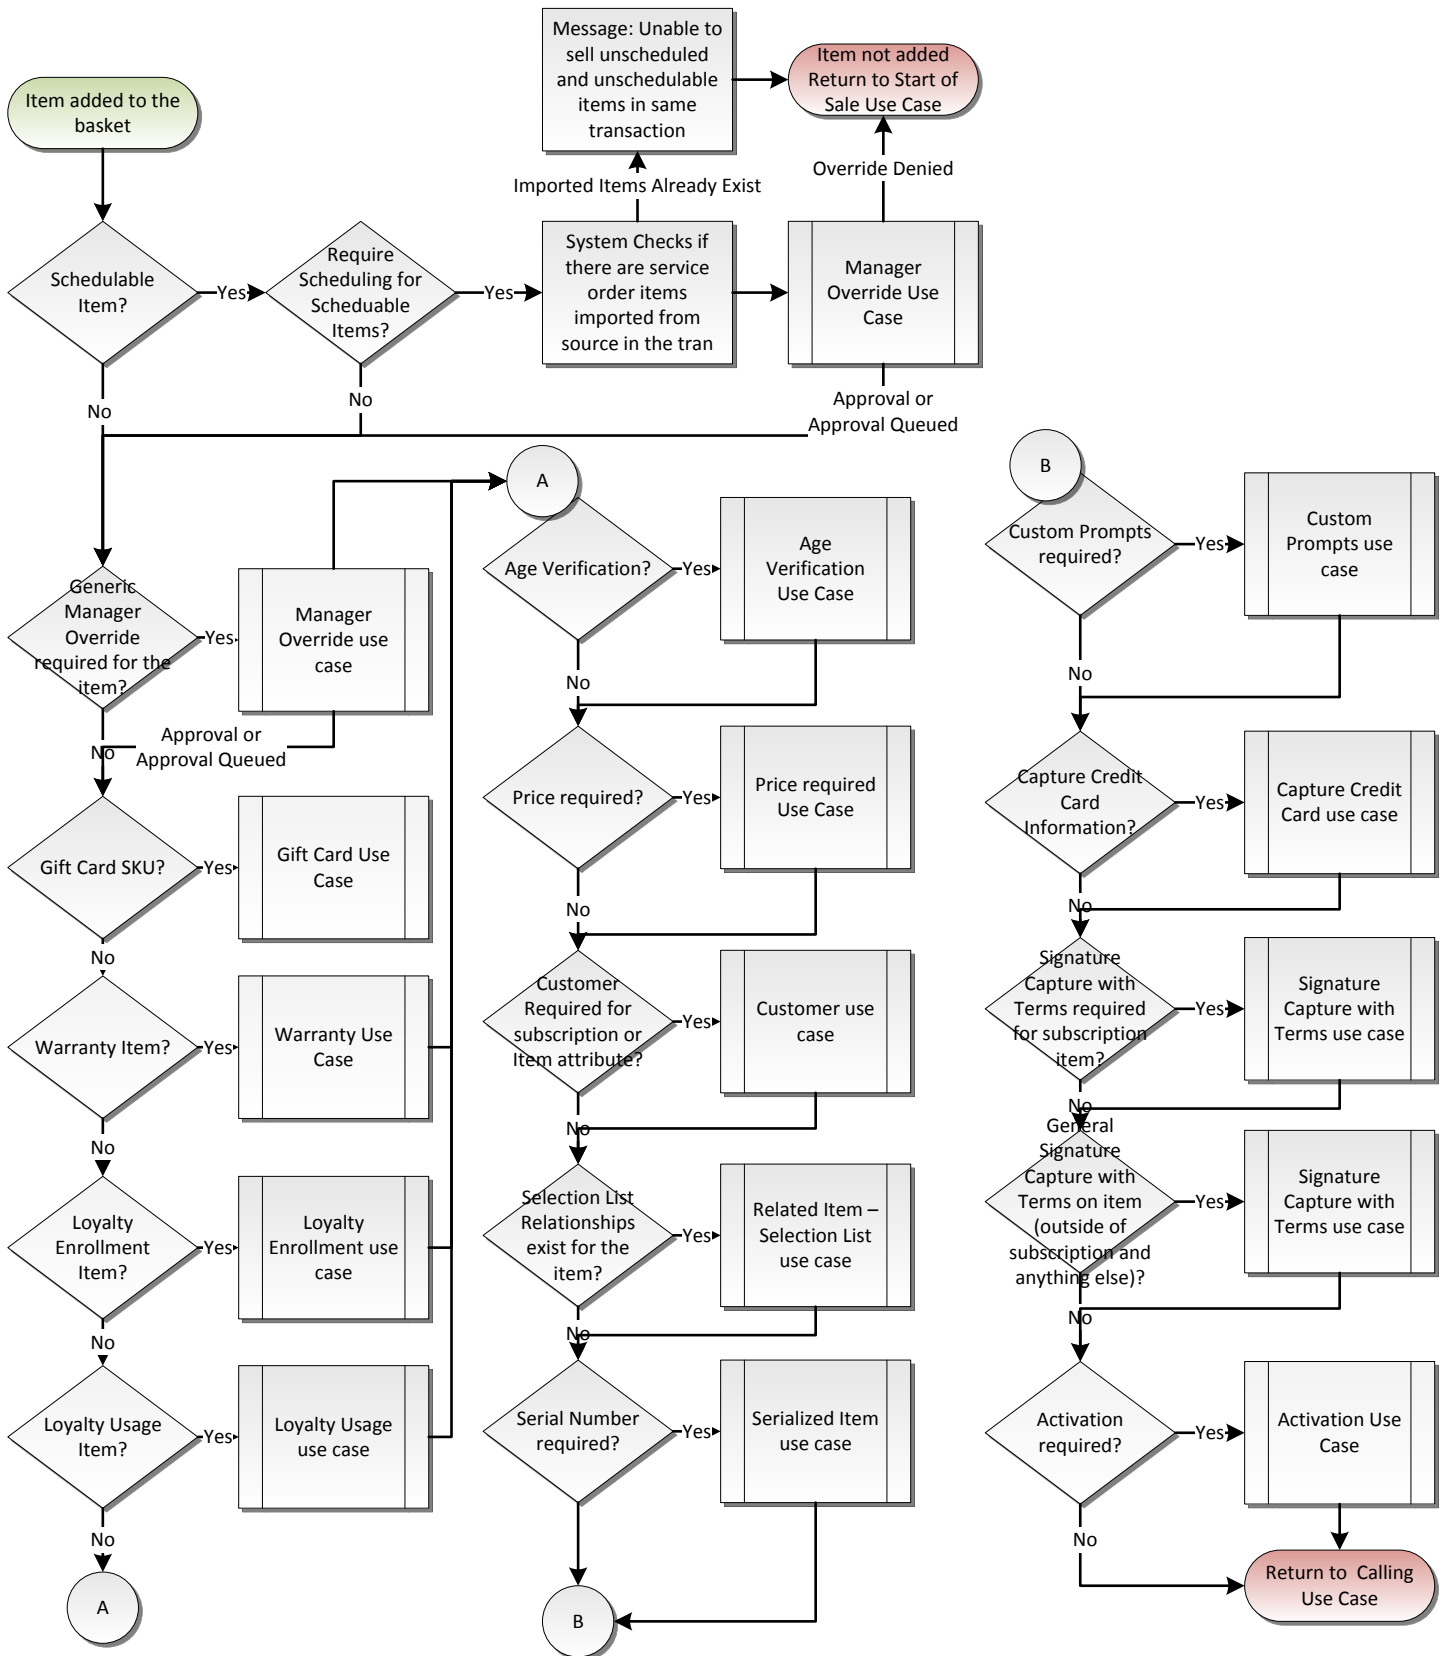 Item added to the
basket
Message: Unable to
sell unscheduled
and unschedulable
items in same
transaction
Item not added
Return to Start of
Sale Use Case
Imported Items Already Exist
Override Denied
Schedulable
Item?
Yes
Require
Scheduling for
Scheduable
Items?
Yes
System Checks if
there are service
order items
imported from
source in the tran
Manager
Override Use
Case
No
No
Approval or
Approval Queued
Generic
Manager
Override
required for the
item?
Yes
Manager
Override use
case
No
Approval or
Approval Queued
Gift Card SKU?
Yes
Gift Card Use
Case
No
Warranty Item?
Yes
Warranty Use
Case
No
Loyalty
Enrollment
Item?
Yes
Loyalty
Enrollment use
case
No
Loyalty Usage
Item?
Yes
Loyalty Usage
use case
No
A
A
Age Verification?
Yes
Age
Verification
Use Case
No
Price required?
Yes
Price required
Use Case
No
Customer
Required for
subscription or
Item attribute?
Yes
Customer use
case
No
Selection List
Relationships
exist for the
item?
Yes
Related Item –
Selection List
use case
No
Serial Number
required?
Yes
Serialized Item
use case
B
B
Custom Prompts
required?
Yes
Custom
Prompts use
case
No
Capture Credit
Card
Information?
Yes
Capture Credit
Card use case
No
Signature
Capture with
Terms required
for subscription
item?
Yes
Signature
Capture with
Terms use case
No
General
Signature
Capture with
Terms on item
(outside of
subscription and
anything else)?
Yes
Signature
Capture with
Terms use case
No
Activation
required?
Yes
Activation Use
Case
No
Return to Calling
Use Case